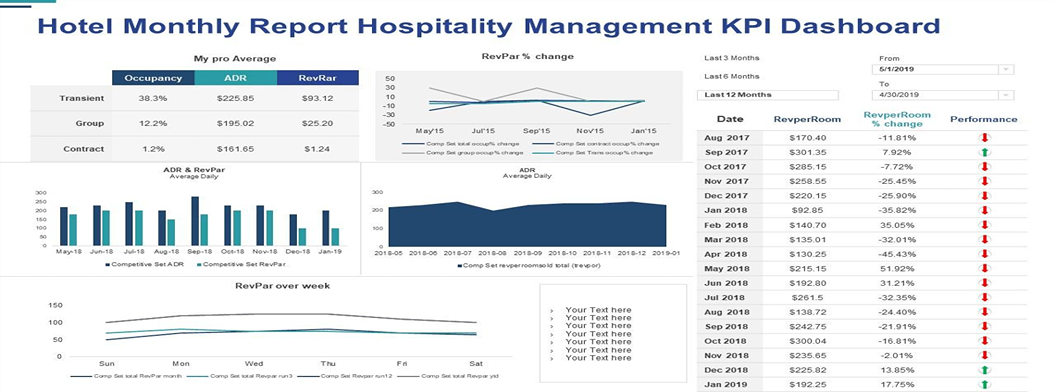 Hotel Monthly Report Hospitality Management KPI Dashboard
My pro Average
Occupancy ADR RevRar
Transient 38.3% $225.85 $93.12
Group 12.2% $195.02 $25.20
Contract 1.2% $161.65 $1.24
RevPar % change
50
30
10
-10
-30
-50
May'15 Jul'15 Sep'15 Nov'15 Jan'15
Comp Set total occup% change Comp Set contract occup% change
Comp Set group occup% change Comp Set Trans occup% change
ADR & RevPar
Average Daily
300
250
200
150
100
50
0
May-18 Jun-18 Jul-18 Aug-18 Sep-18 Oct-18 Nov-18 Dec-18 Jan-19
Competitive Set ADR Competitive Set RevPar
ADR
Average Daily
300
200
100
0
2018-05 2018-06 2018-07 2018-08 2018-09 2018-10 2018-11 2018-12 2019-01
Comp Set revperroomsold total (trevpor)
RevPar over week
150
100
50
0
Sun Mon Wed Thu Fri Sat
Comp Set total RevPar month Comp Set total Revpar run3 Comp Set Revpar run12 Comp Set total Revpar ytd
› Your Text here
› Your Text here
› Your Text here
› Your Text here
› Your Text here
› Your Text here
› Your Text here
Last 3 Months
Last 6 Months
Last 12 Months
From
5/1/2019
To
4/30/2019
Date RevperRoom RevperRoom % change Performance
Aug 2017 $170.40 -11.81%
Sep 2017 $301.35 7.92%
Oct 2017 $285.15 -7.72%
Nov 2017 $258.55 -25.45%
Dec 2017 $220.15 -25.90%
Jan 2018 $92.85 -35.82%
Feb 2018 $140.70 35.05%
Mar 2018 $135.01 -32.01%
Apr 2018 $130.25 -45.43%
May 2018 $215.15 51.92%
Jun 2018 $192.80 31.21%
Jul 2018 $261.5 -32.35%
Aug 2018 $138.72 -24.40%
Sep 2018 $242.75 -21.91%
Oct 2018 $300.04 -16.81%
Nov 2018 $235.65 -2.01%
Dec 2018 $225.82 13.85%
Jan 2019 $192.25 17.75%